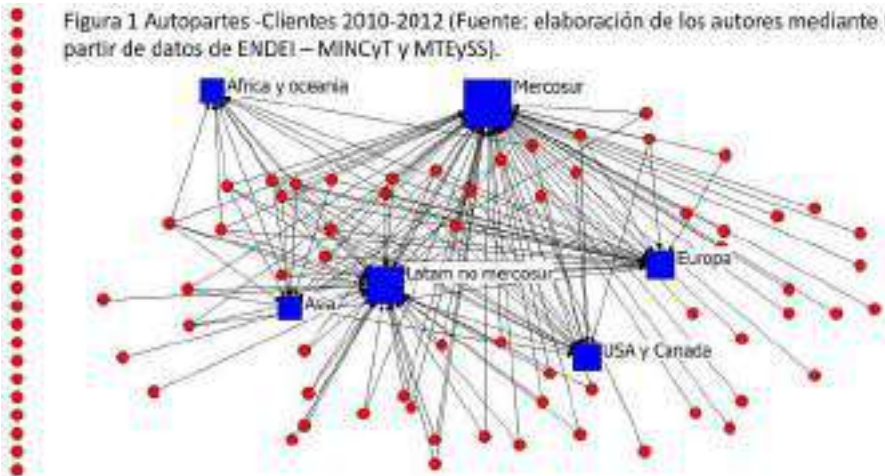 Figura 1 Autopartes -Clientes 2010-2012 (Fuente: elaboración de los autores mediante
partir de datos de ENDEI – MINCyT y MTEySS).
Africa y oceania
Mercosur
Europa
Latam no mercosur
Asia
USA y Canada